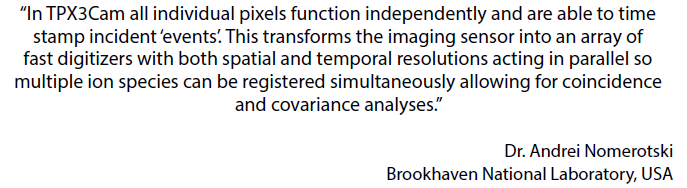 “In TPX3Cam all individual pixels function independently and are able to time
stamp incident ‘events’. This transforms the imaging sensor into an array of
fast digitizers with both spatial and temporal resolutions acting in parallel so
multiple ion species can be registered simultaneously allowing for coincidence
and covariance analyses.”
Dr. Andrei Nomerotski
Brookhaven National Laboratory, USA